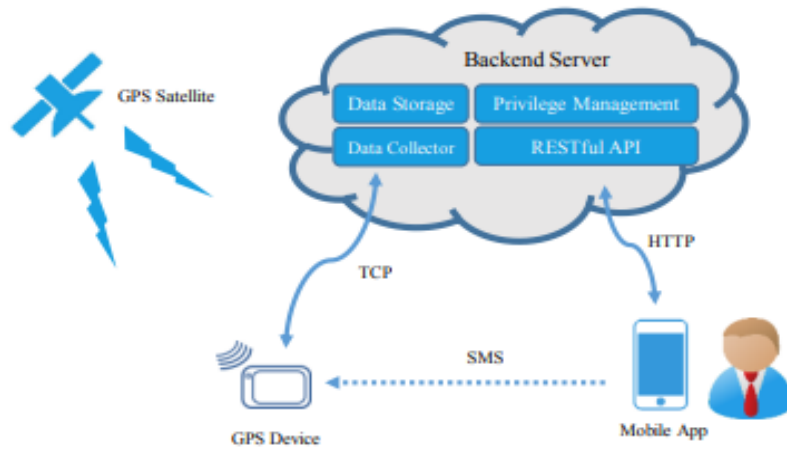 Backend Server
GPS Satellite
Data Storage
Privilege Management
Data Collector
RESTful API
HTTP
TCP
SMS
GPS Device
Mobile App